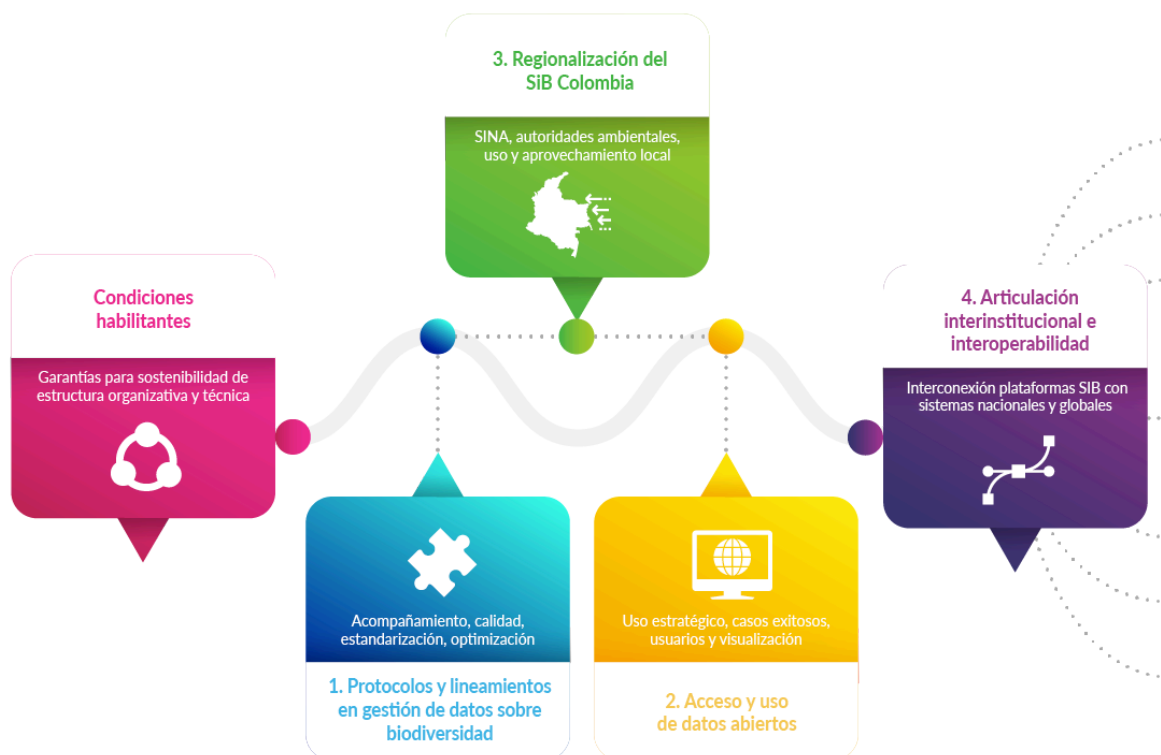 3. Regionalización del
SiB Colombia
SINA, autoridades ambientales,
uso y aprovechamiento local
Condiciones
habilitantes
Garantías para sostenibilidad de
estructura organizativa y técnica
4. Articulación
interinstitucional e
interoperabilidad
Interconexión plataformas SIB con
sistemas nacionales y globales
Acompañamiento, calidad,
estandarización, optimización
1. Protocolos y lineamientos
en gestión de datos sobre
biodiversidad
Uso estratégico, casos exitosos,
usuarios y visualización
2. Acceso y uso
de datos abiertos